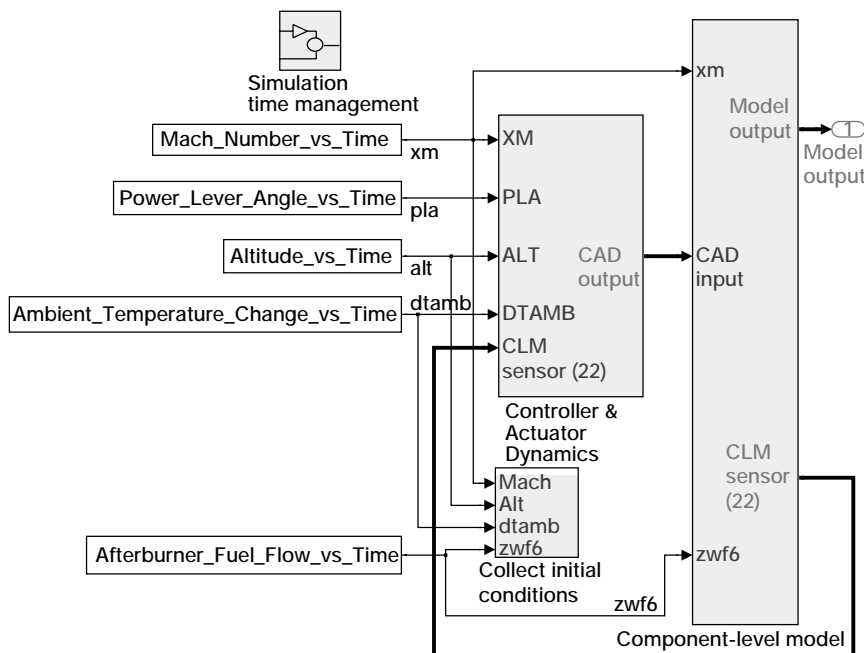 Simulation
time management
Mach_Number_vs_Time
xm
Power_Lever_Angle_vs_Time
pla
Altitude_vs_Time
alt
dtamb
Ambient_Temperature_Change_vs_Time
XM
PLA
ALT
CAD
output
DTAMB
CLM
sensor (22)
Controller &
Actuator
Dynamics
Mach
Alt
dtamb
zwf6
Collect initial
conditions
Afterburner_Fuel_Flow_vs_Time
zwf6
xm
Model
output
1
Model
output
CAD
input
CLM
sensor
(22)
zwf6
Component-level model